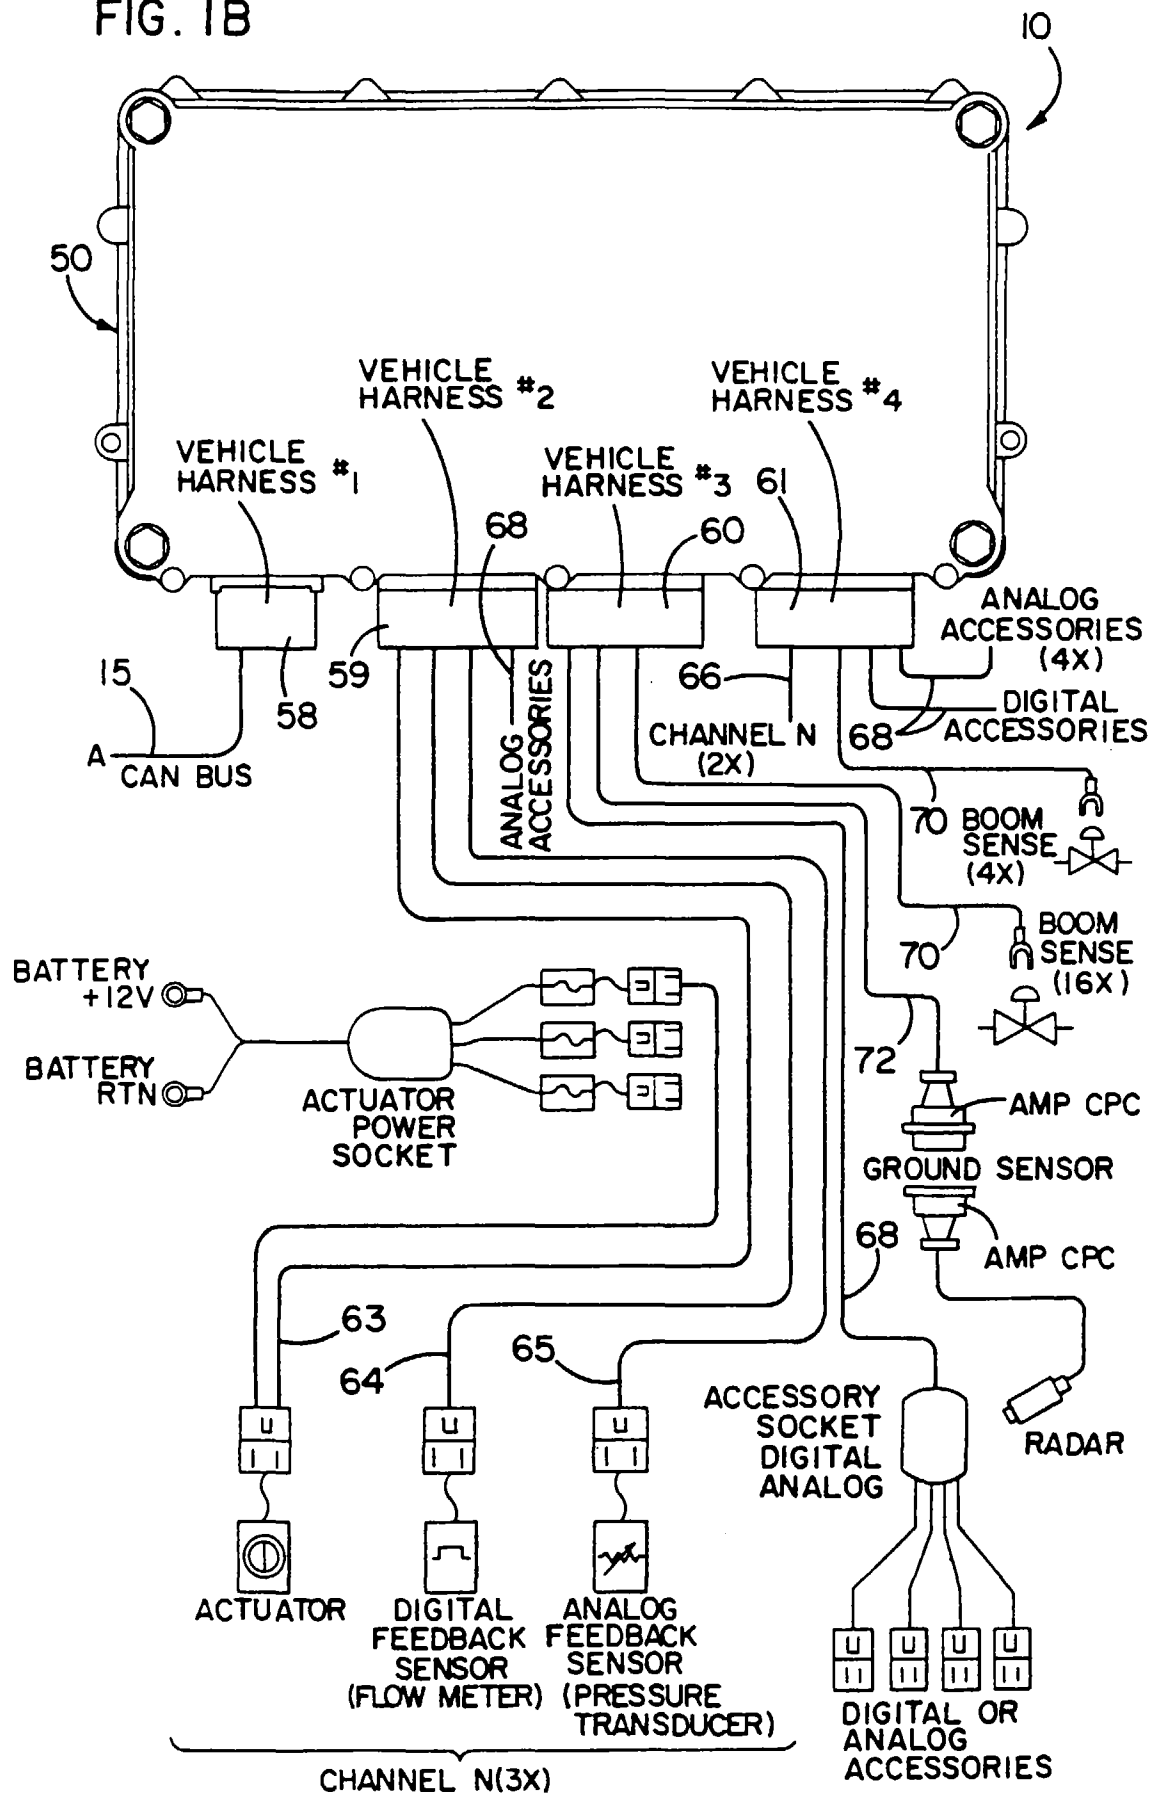 FIG. 1B
10
50
VEHICLE
HARNESS #1
VEHICLE
HARNESS #2
VEHICLE
HARNESS #3
VEHICLE
HARNESS #4
61
68
60
59
58
15
A
CAN BUS
ANALOG
ACCESSORIES
66
CHANNEL N
(2X)
ANALOG
ACCESSORIES
(4X)
68
DIGITAL
ACCESSORIES
70
BOOM
SENSE
(4X)
70
BOOM
SENSE
(16X)
72
BATTERY
+12V
BATTERY
RTN
ACTUATOR
POWER
SOCKET
AMP CPC
GROUND SENSOR
AMP CPC
68
63
64
65
ACCESSORY
SOCKET
DIGITAL
ANALOG
RADAR
ACTUATOR
DIGITAL
FEEDBACK
SENSOR
(FLOW METER)
ANALOG
FEEDBACK
SENSOR
(PRESSURE
TRANSDUCER)
CHANNEL N(3X)
DIGITAL OR
ANALOG
ACCESSORIES